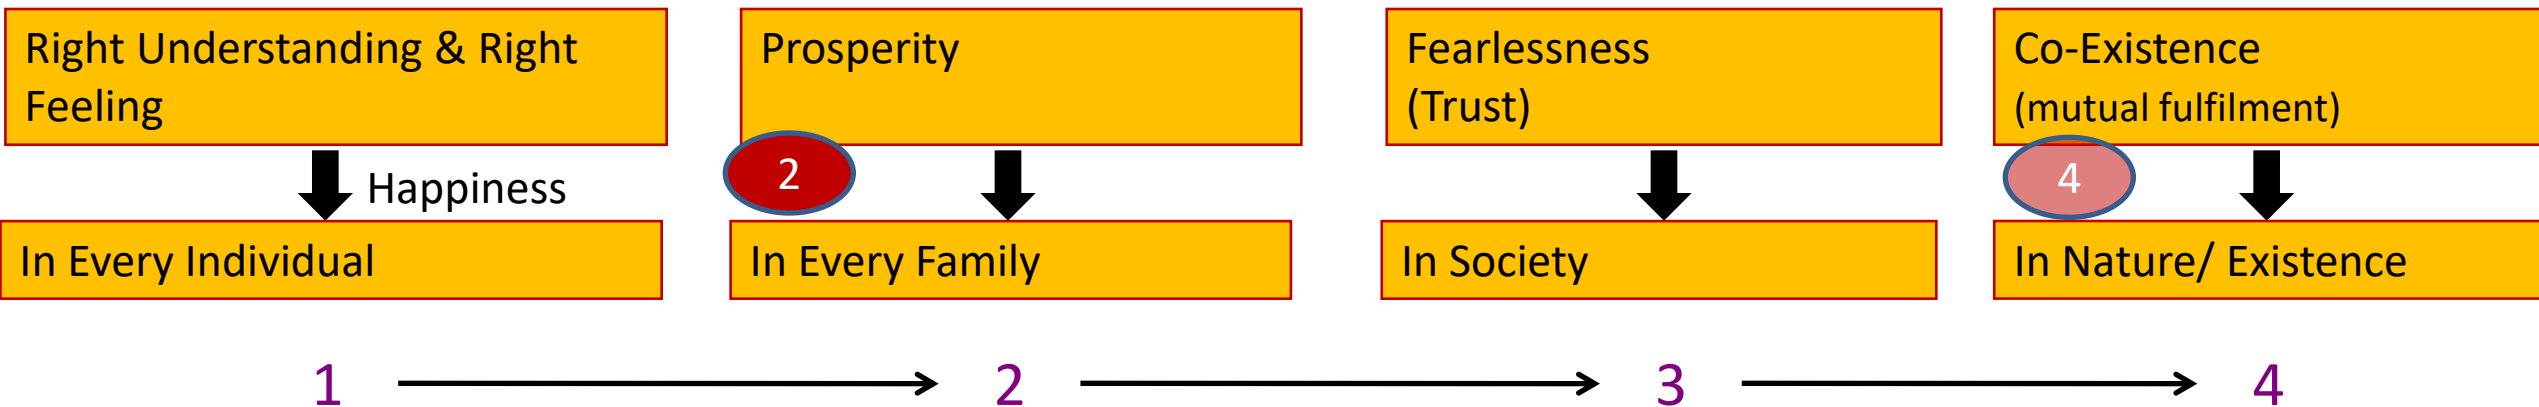 Right Understanding & Right
Feeling
Prosperity
Fearlessness
(Trust)
Co-Existence
(mutual fulfilment)
Happiness
2
4
In Every Individual
In Every Family
In Society
In Nature/ Existence
1
2
3
4